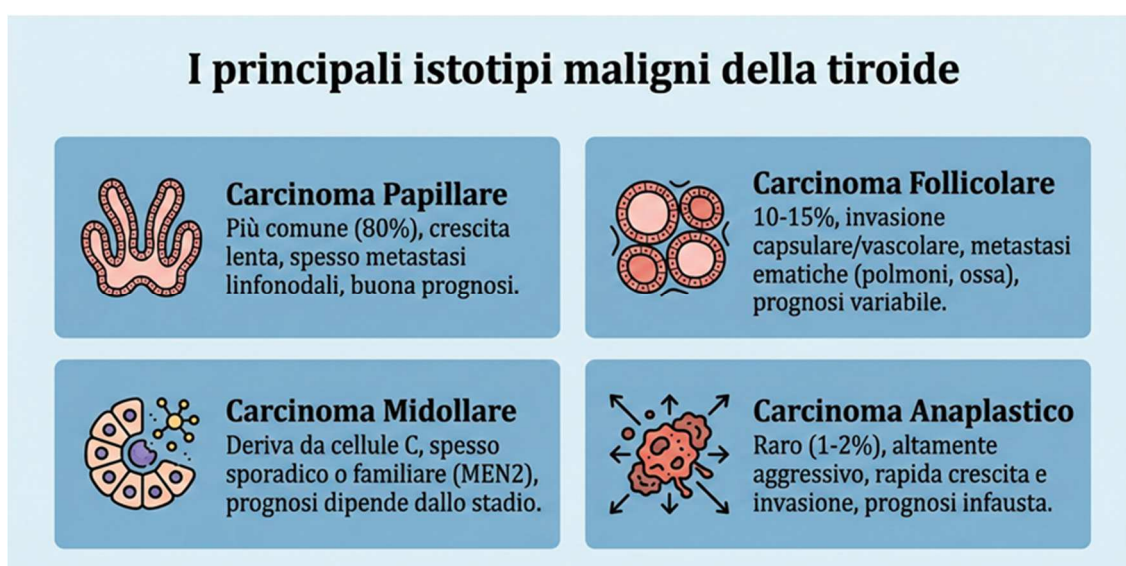 I principali istotipi maligni della tiroide
Carcinoma Papillare
Più comune (80%), crescita
lenta, spesso metastasi
linfonodali, buona prognosi.
Carcinoma Follicolare
10-15%, invasione
capsulare/vascolare, metastasi
ematiche (polmoni, ossa),
prognosi variabile.
Carcinoma Midollare
Deriva da cellule C, spesso
sporadico o familiare (MEN2),
prognosi dipende dallo stadio.
Carcinoma Anaplastico
Raro (1-2%), altamente
aggressivo, rapida crescita e
invasione, prognosi infausta.